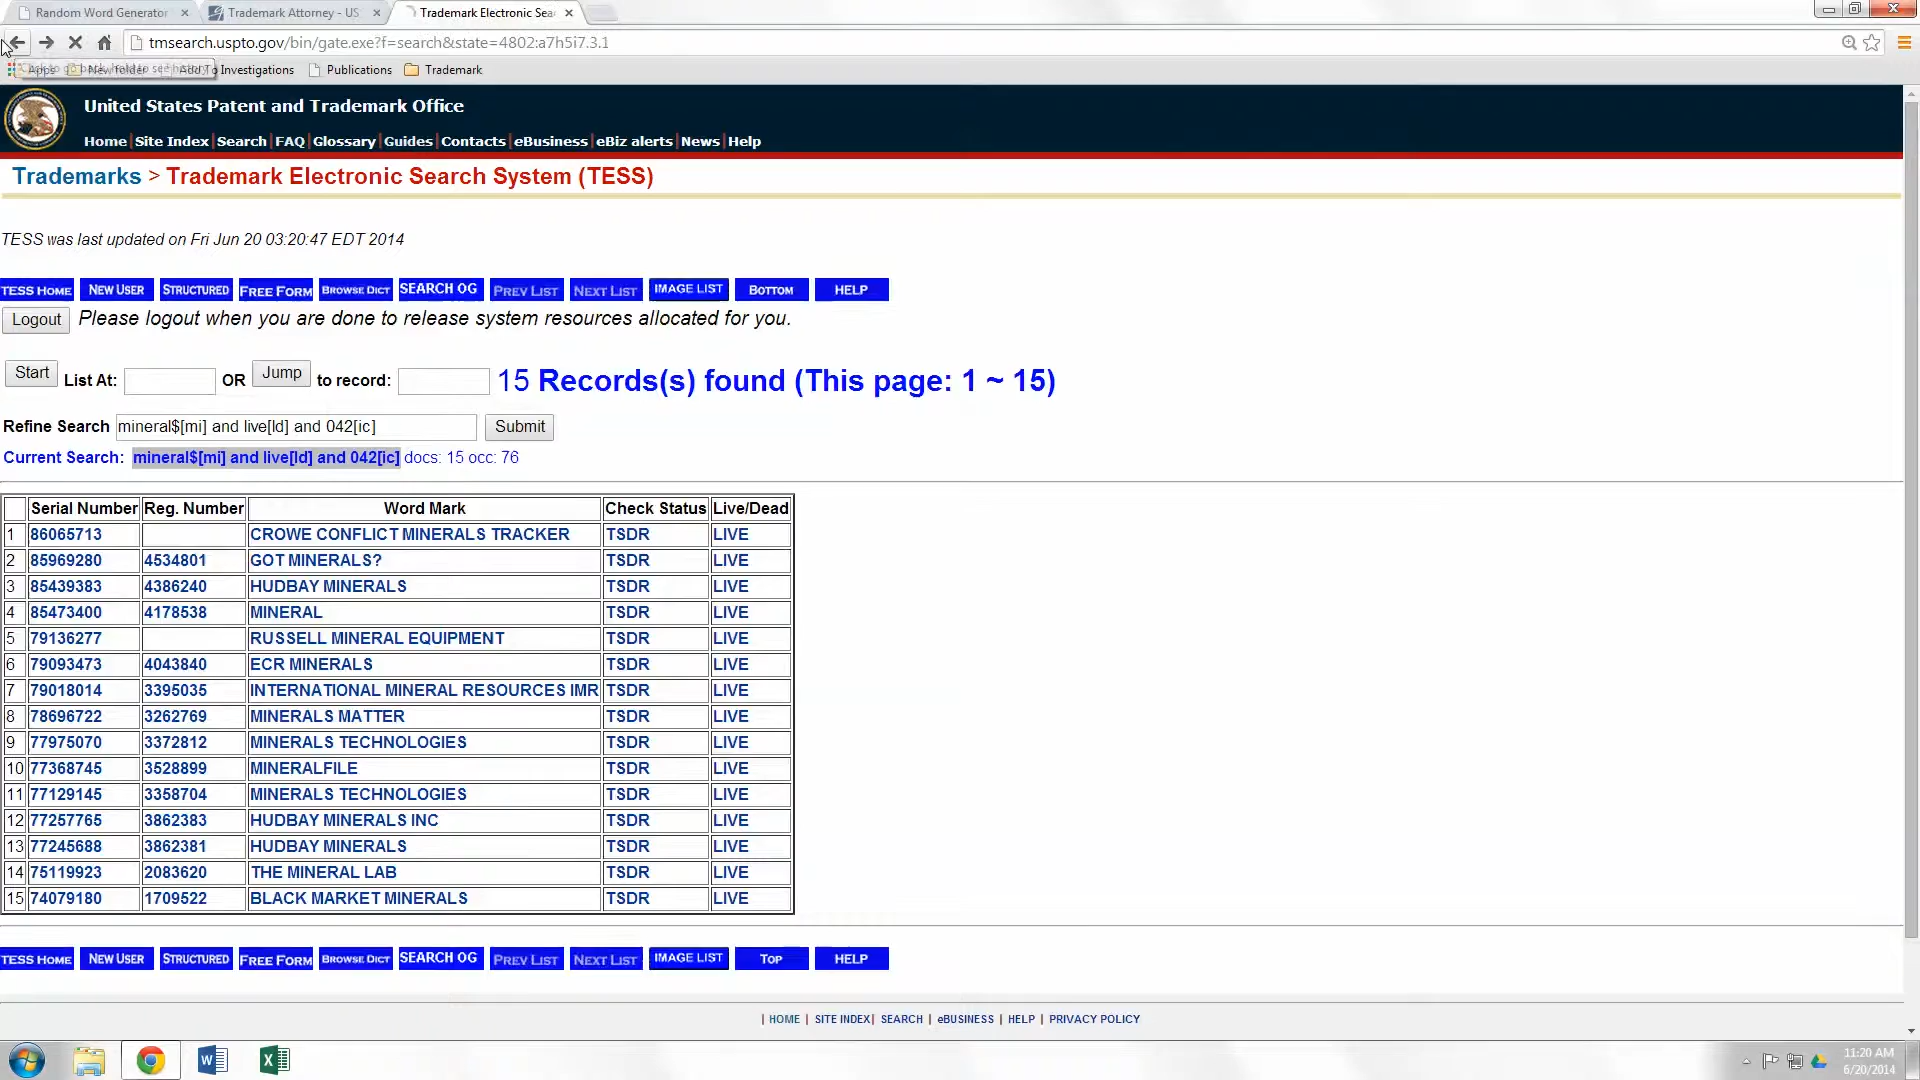 Random Word Generator
Trademark Attorney - US
Trademark Electronic Sea
tmsearch.uspto.gov/bin/gate.exe?f=search&state=4802:a7h5i7.3.1
Apps New folder Add To Investigations Publications Trademark
United States Patent and Trademark Office
Home | Site Index | Search | FAQ | Glossary | Guides | Contacts | eBusiness | eBiz alerts | News | Help
Trademarks > Trademark Electronic Search System (TESS)
TESS was last updated on Fri Jun 20 03:20:47 EDT 2014
TESS HOME NEW USER STRUCTURED FREE FORM BROWSE DICT SEARCH OG PREV LIST NEXT LIST IMAGE LIST BOTTOM HELP
Logout Please logout when you are done to release system resources allocated for you.
Start List At: OR Jump to record: 15 Records(s) found (This page: 1 ~ 15)
Refine Search mineral$[mi] and live[ld] and 042[ic] Submit
Current Search: mineral$[mi] and live[ld] and 042[ic] docs: 15 occ: 76
Serial Number Reg. Number Word Mark Check Status Live/Dead
1 86065713 CROWE CONFLICT MINERALS TRACKER TSDR LIVE
2 85969280 4534801 GOT MINERALS? TSDR LIVE
3 85439383 4386240 HUDBAY MINERALS TSDR LIVE
4 85473400 4178538 MINERAL TSDR LIVE
5 79136277 RUSSELL MINERAL EQUIPMENT TSDR LIVE
6 79093473 4043840 ECR MINERALS TSDR LIVE
7 79018014 3395035 INTERNATIONAL MINERAL RESOURCES IMR TSDR LIVE
8 78696722 3262769 MINERALS MATTER TSDR LIVE
9 77975070 3372812 MINERALS TECHNOLOGIES TSDR LIVE
10 77368745 3528899 MINERALFILE TSDR LIVE
11 77129145 3358704 MINERALS TECHNOLOGIES TSDR LIVE
12 77257765 3862383 HUDBAY MINERALS INC TSDR LIVE
13 77245688 3862381 HUDBAY MINERALS TSDR LIVE
14 75119923 2083620 THE MINERAL LAB TSDR LIVE
15 74079180 1709522 BLACK MARKET MINERALS TSDR LIVE
TESS HOME NEW USER STRUCTURED FREE FORM BROWSE DICT SEARCH OG PREV LIST NEXT LIST IMAGE LIST TOP HELP
| HOME | SITE INDEX | SEARCH | eBUSINESS | HELP | PRIVACY POLICY
11:20 AM
6/20/2014